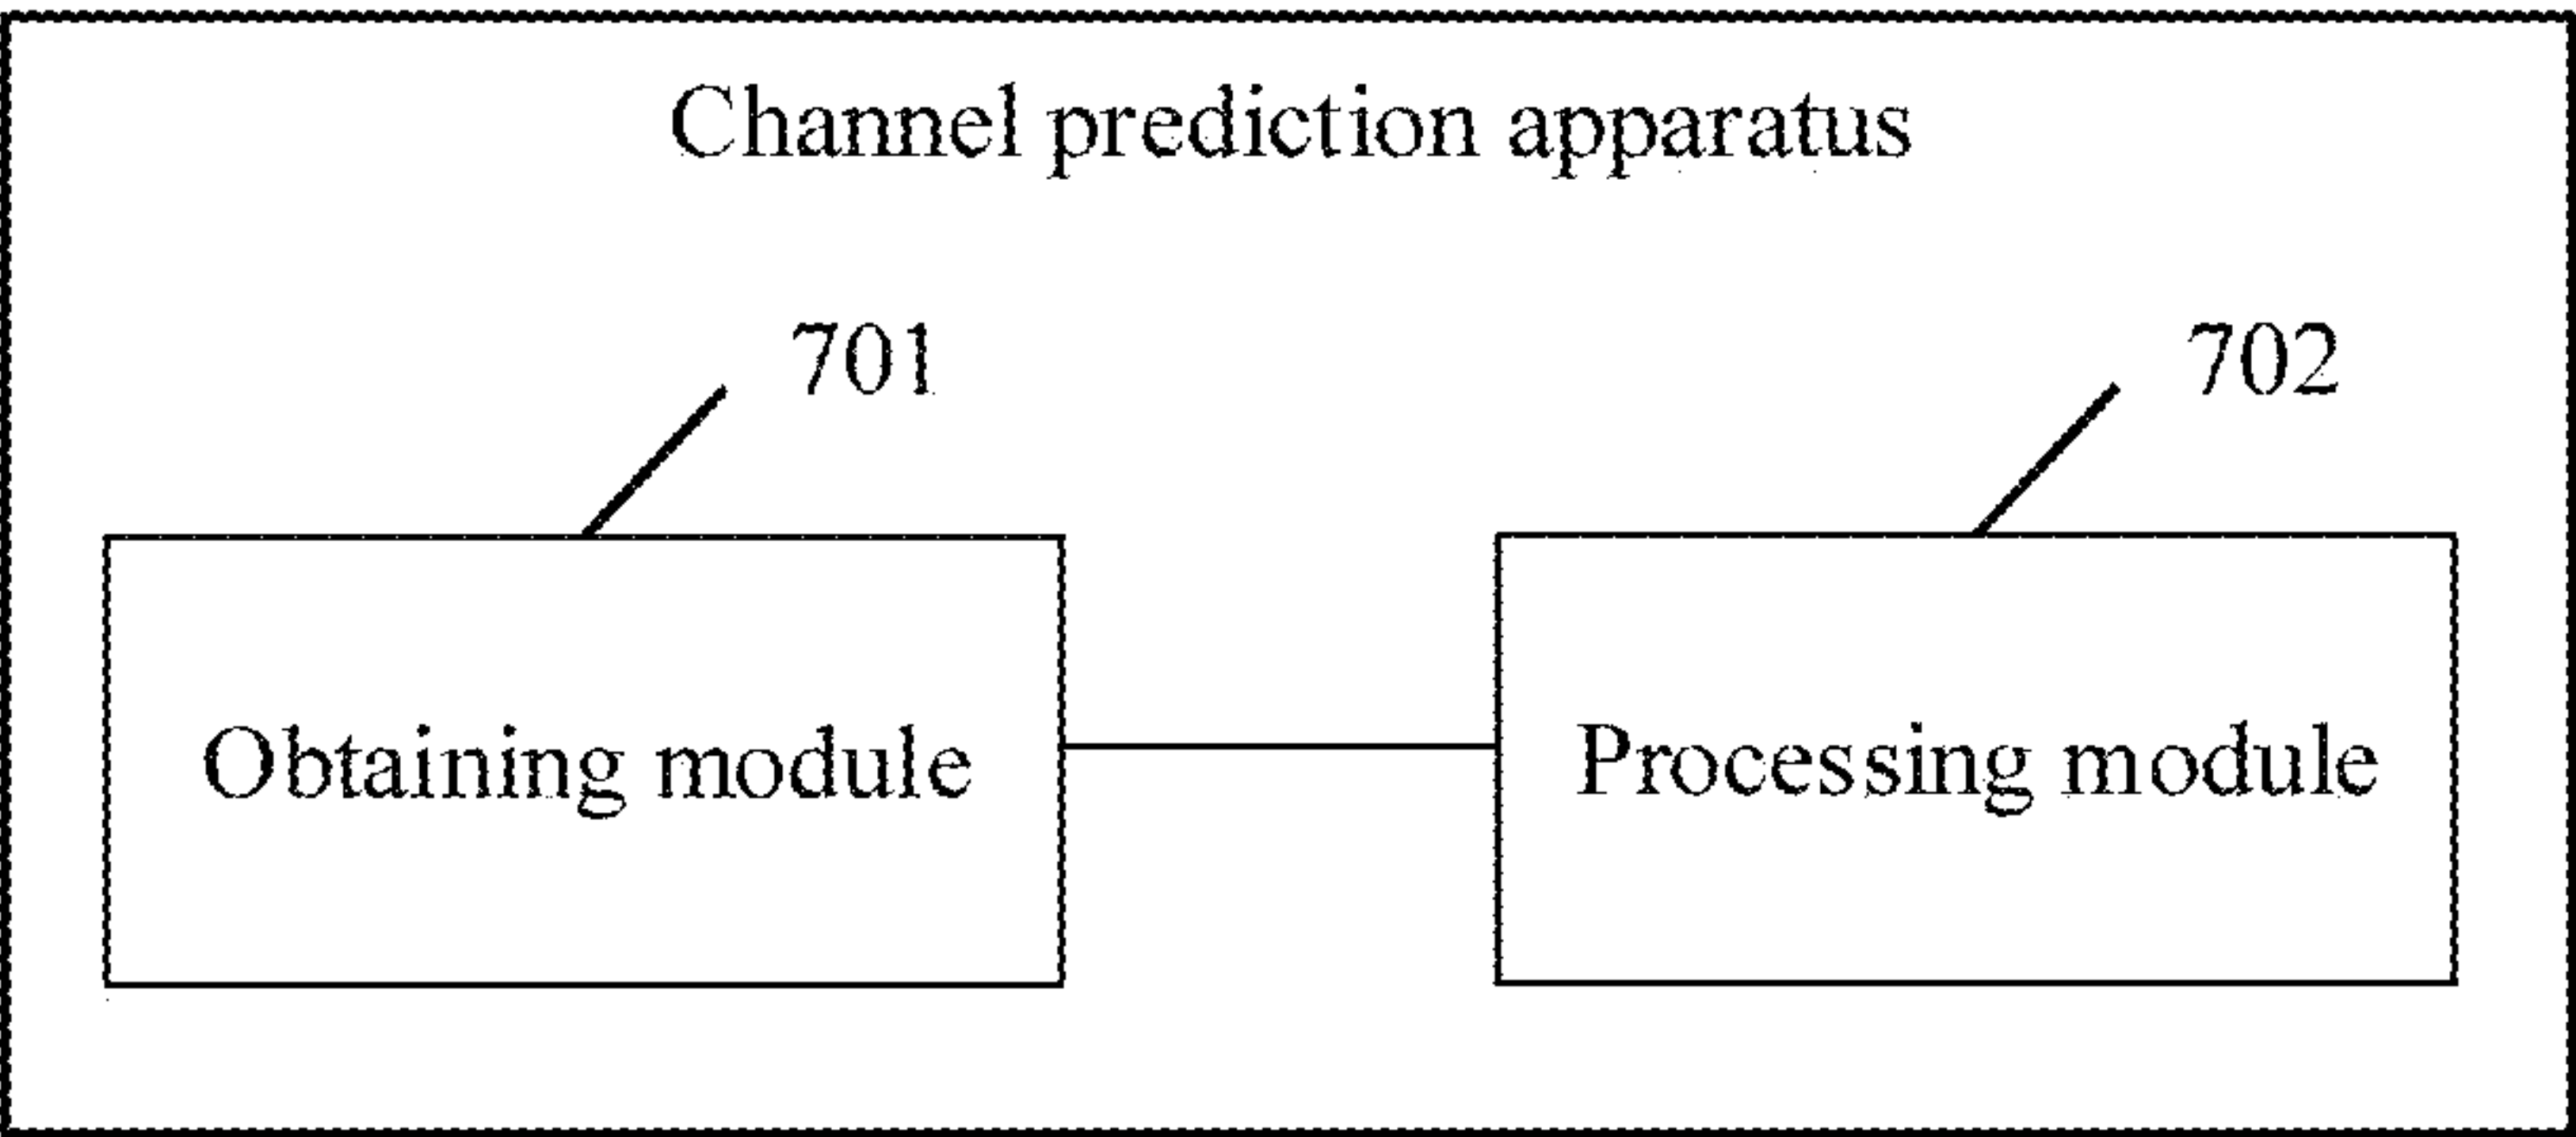 Channel prediction apparatus
701
702
Obtaining module
Processing module